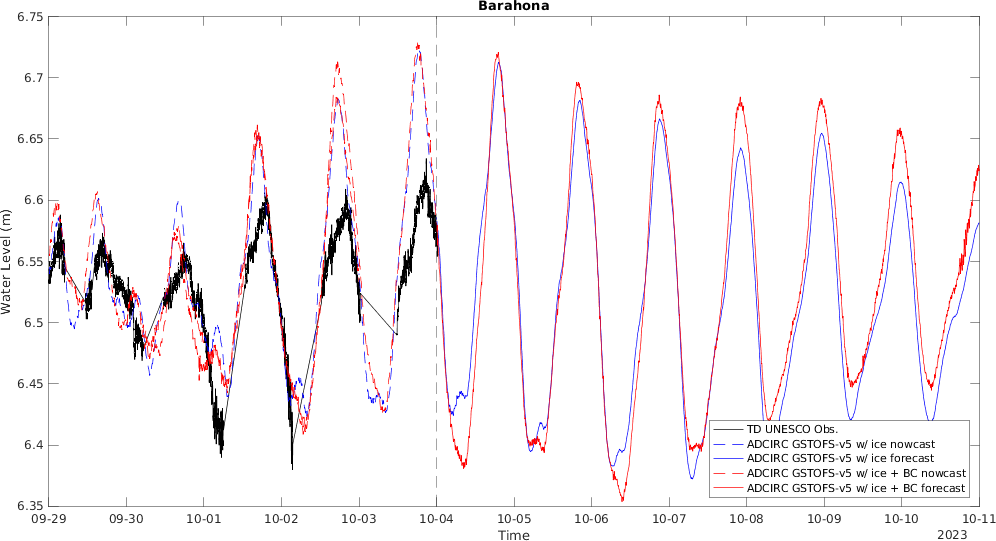 Barahona
6.75
6.7
6.65
6.6
6.55
6.5
6.45
6.4
6.35
Water Level (m)
TD UNESCO Obs.
ADCIRC GSTOFS-v5 w/ ice nowcast
ADCIRC GSTOFS-v5 w/ ice forecast
ADCIRC GSTOFS-v5 w/ ice + BC nowcast
ADCIRC GSTOFS-v5 w/ ice + BC forecast
09-29 09-30 10-01 10-02 10-03 10-04 10-05 10-06 10-07 10-08 10-09 10-10 10-11
Time
2023